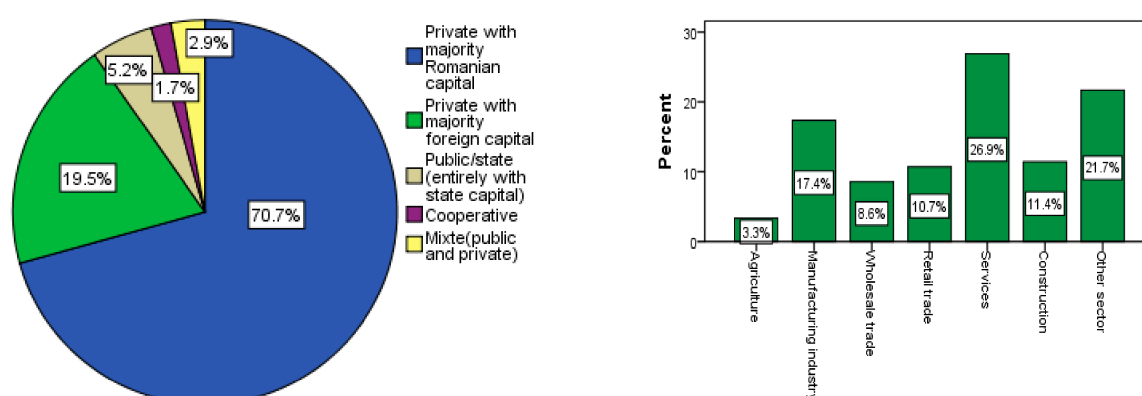 2.9%
5.2%
1.7%
19.5%
70.7%
Private with
majority
Romanian
capital
Private with
majority
foreign capital
Public/state
(entirely with
state capital)
Cooperative
Mixte(public
and private)
Percent
30
20
10
0
3.3%
17.4%
8.6%
10.7%
26.9%
11.4%
21.7%
Agriculture
Manufacturing industry
Wholesale trade
Retail trade
Services
Construction
Other sector